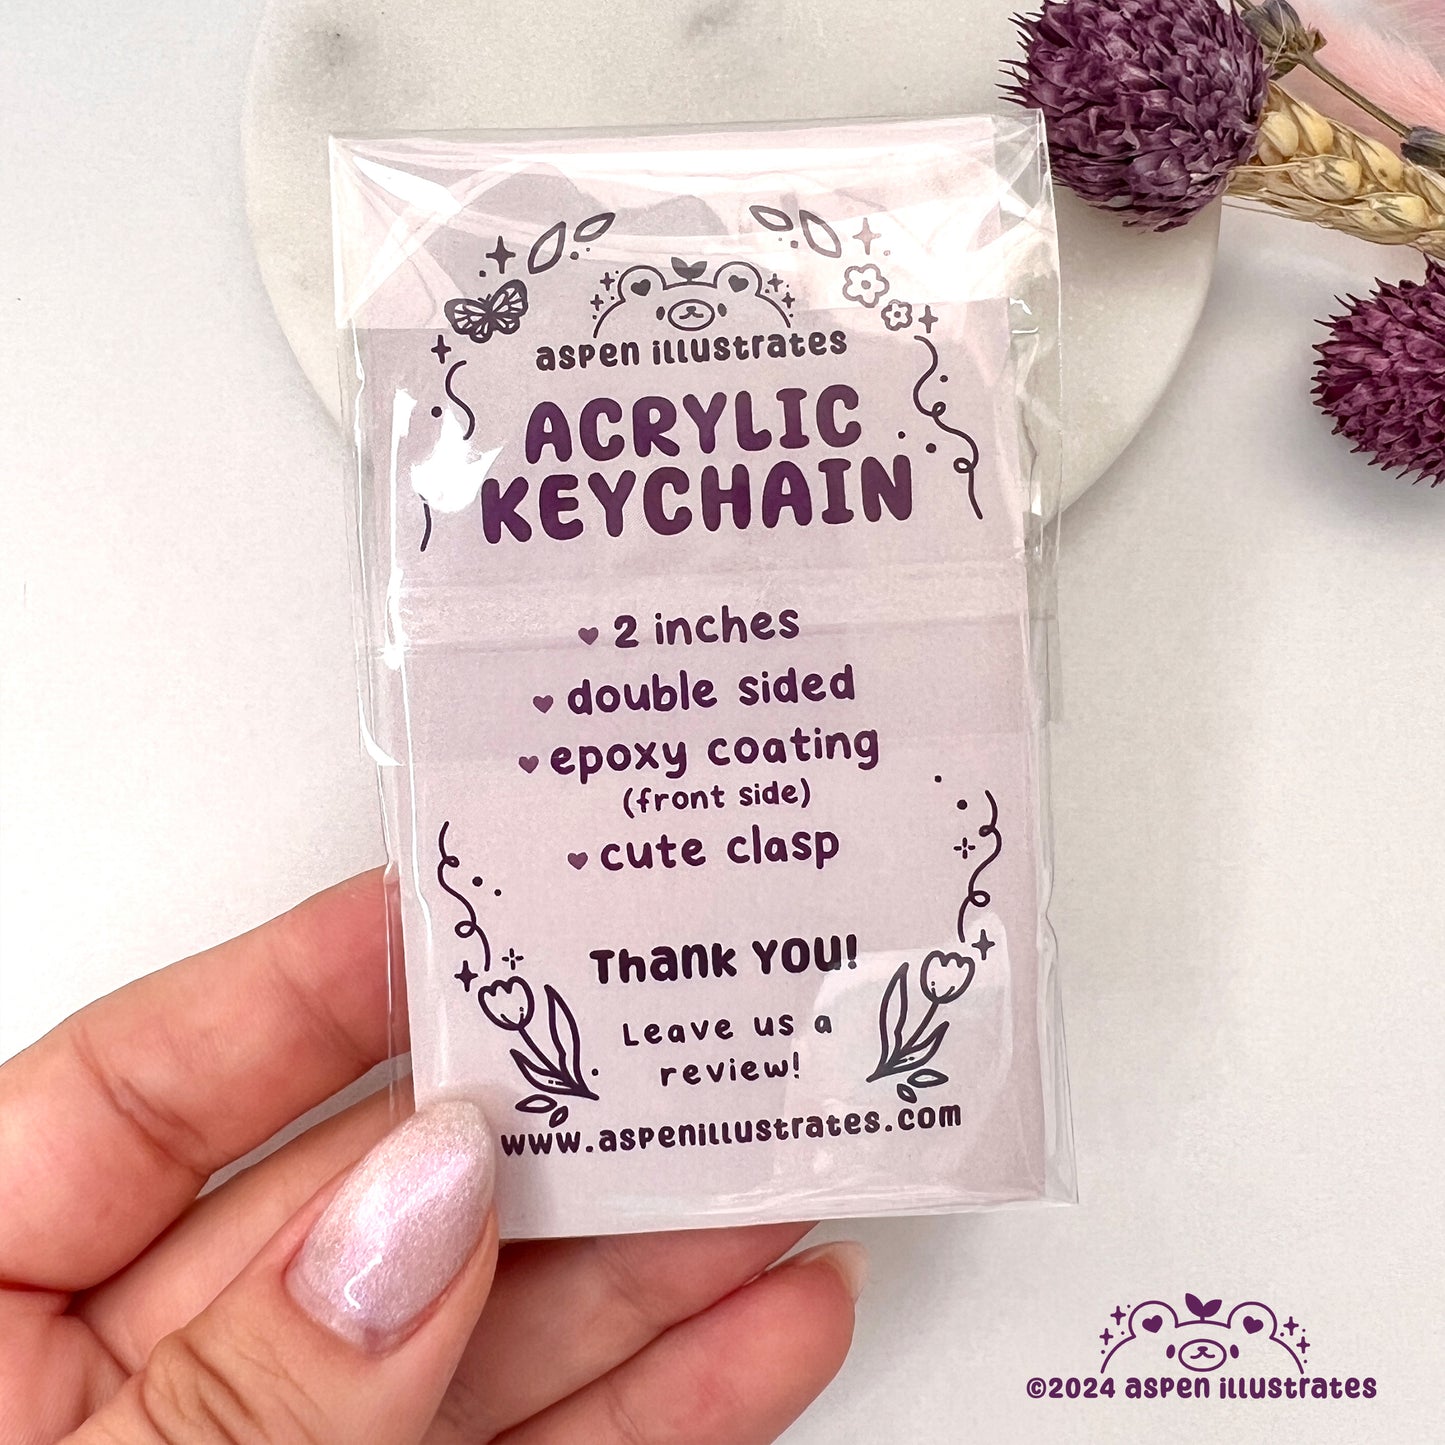 aspen illustrates
ACRYLIC
KEYCHAIN
2 inches
double sided
epoxy coating
(front side)
cute clasp
Thank You!
Leave us a
review!
www.aspenillustrates.com
©2024 aspen illustrates